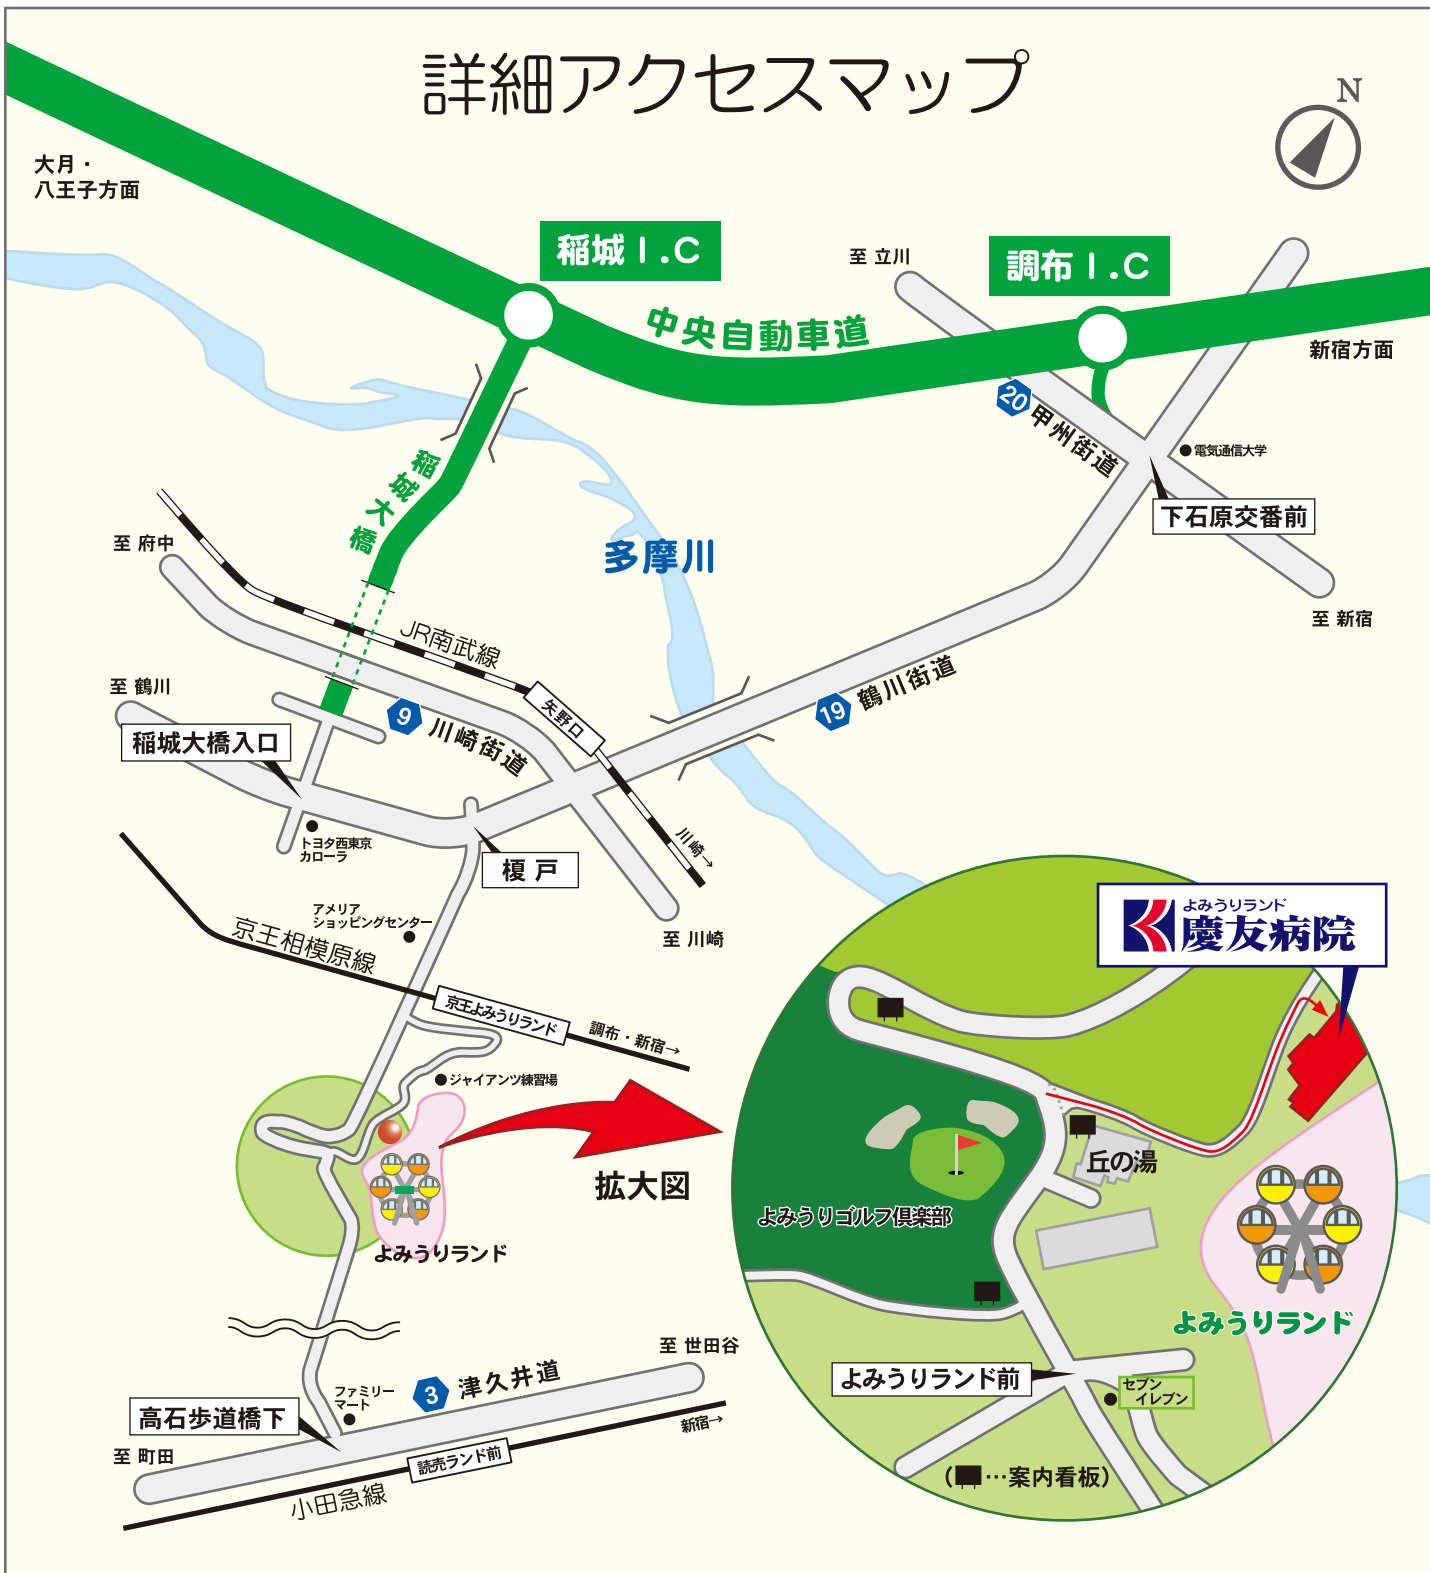 詳細アクセスマップ
N
大月・
八王子方面
稲城I.C
至 立川
調布I.C
中央自動車道
新宿方面
20
甲州街道
電気通信大学
下石原交番前
至 新宿
稲城大橋
多摩川
至 府中
JR南武線
矢野口
至 鶴川
9
川崎街道
19
鶴川街道
稲城大橋入口
トヨタ西東京
カローラ
榎戸
川崎→
至 川崎
アメリア
ショッピングセンター
京王相模原線
京王よみうりランド
調布・新宿→
ジャイアンツ練習場
拡大図
よみうりランド
よみうりランド
慶友病院
丘の湯
よみうりゴルフ倶楽部
よみうりランド
よみうりランド前
セブン
イレブン
(…案内看板)
至 世田谷
3
津久井道
ファミリー
マート
高石歩道橋下
新宿→
至 町田
読売ランド前
小田急線